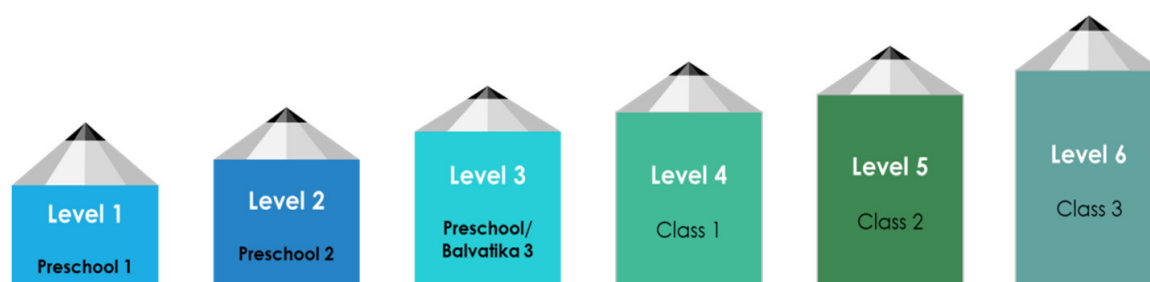 Level 1
Preschool 1
Level 2
Preschool 2
Level 3
Preschool/
Balvatika 3
Level 4
Class 1
Level 5
Class 2
Level 6
Class 3